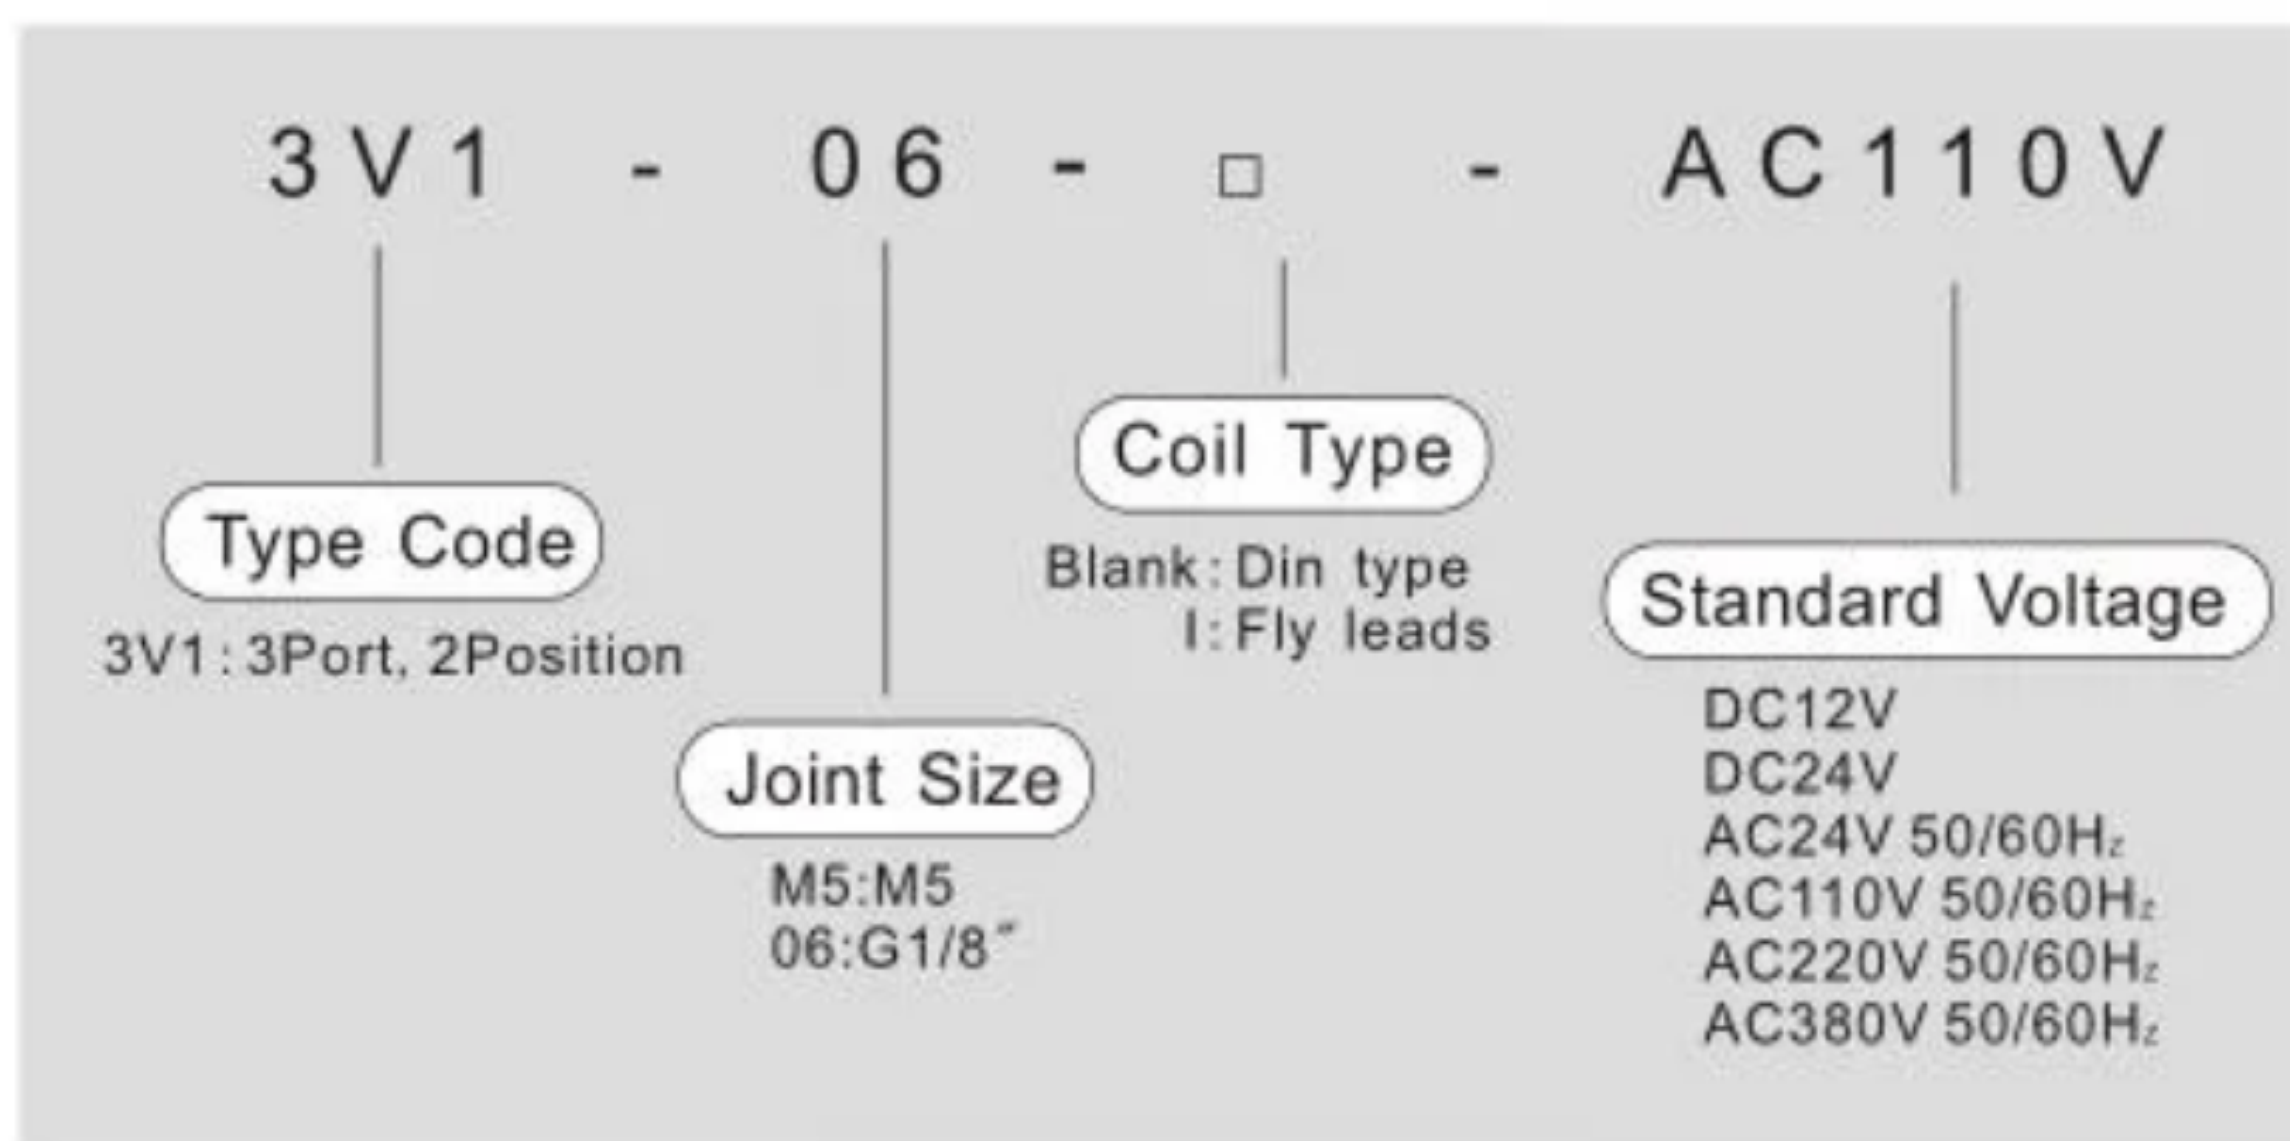 3V1 - 06 - □ - AC110V
Type Code
3V1:3Port, 2Position
Joint Size
M5:M5
06:G1/8″
Coil Type
Blank:Din type
I:Fly leads
Standard Voltage
DC12V
DC24V
AC24V 50/60Hz
AC110V 50/60Hz
AC220V 50/60Hz
AC380V 50/60Hz